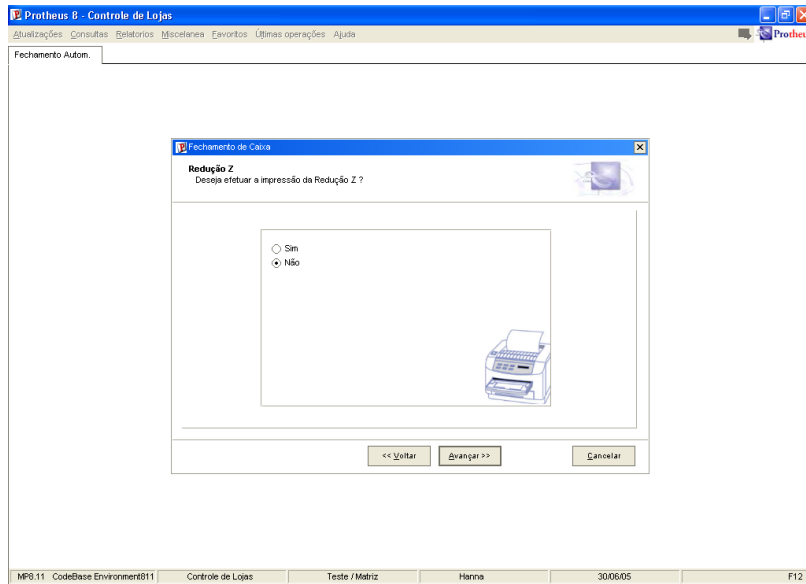 Protheus 8 - Controle de Lojas
Atualizações Consultas Relatorios Miscelanea Favoritos Últimas operações Ajuda
Fechamento Autom.
Fechamento de Caixa
Redução Z
Deseja efetuar a impressão da Redução Z ?
Sim
Não
<< Voltar Avançar >> Cancelar
MP8.11 CodeBase Environment811 Controle de Lojas Teste / Matriz Hanna 30/06/05 F12